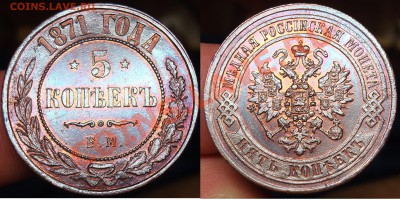 COINS.LAVE.RU
1871 ГОДА
5
КОПѢЕКЪ
Е.М.
МѢДНАЯ РОССІЙСКАЯ МОНЕТА
ПЯТЬ КОПѢЕКЪ